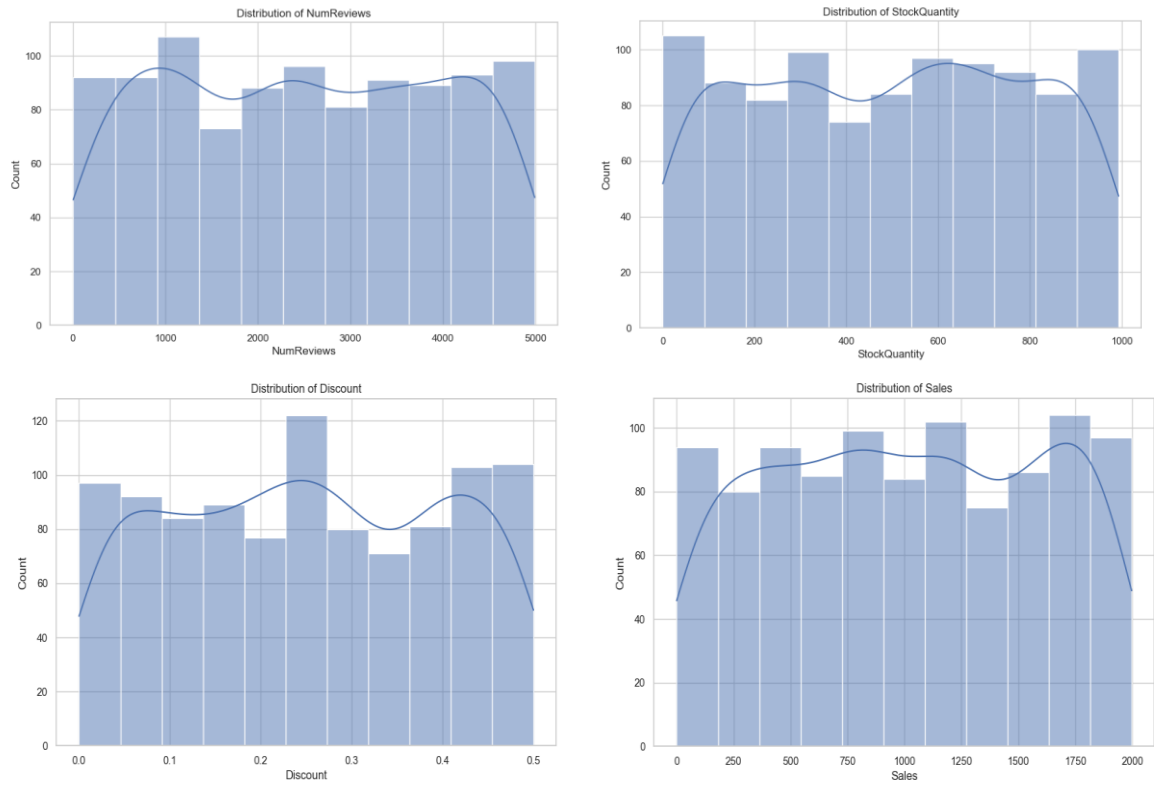 Distribution of NumReviews
100
80
60
40
20
0
Count
0 1000 2000 3000 4000 5000
NumReviews
Distribution of StockQuantity
100
80
60
40
20
0
Count
0 200 400 600 800 1000
StockQuantity
Distribution of Discount
120
100
80
60
40
20
0
Count
0.0 0.1 0.2 0.3 0.4 0.5
Discount
Distribution of Sales
100
80
60
40
20
0
Count
0 250 500 750 1000 1250 1500 1750 2000
Sales